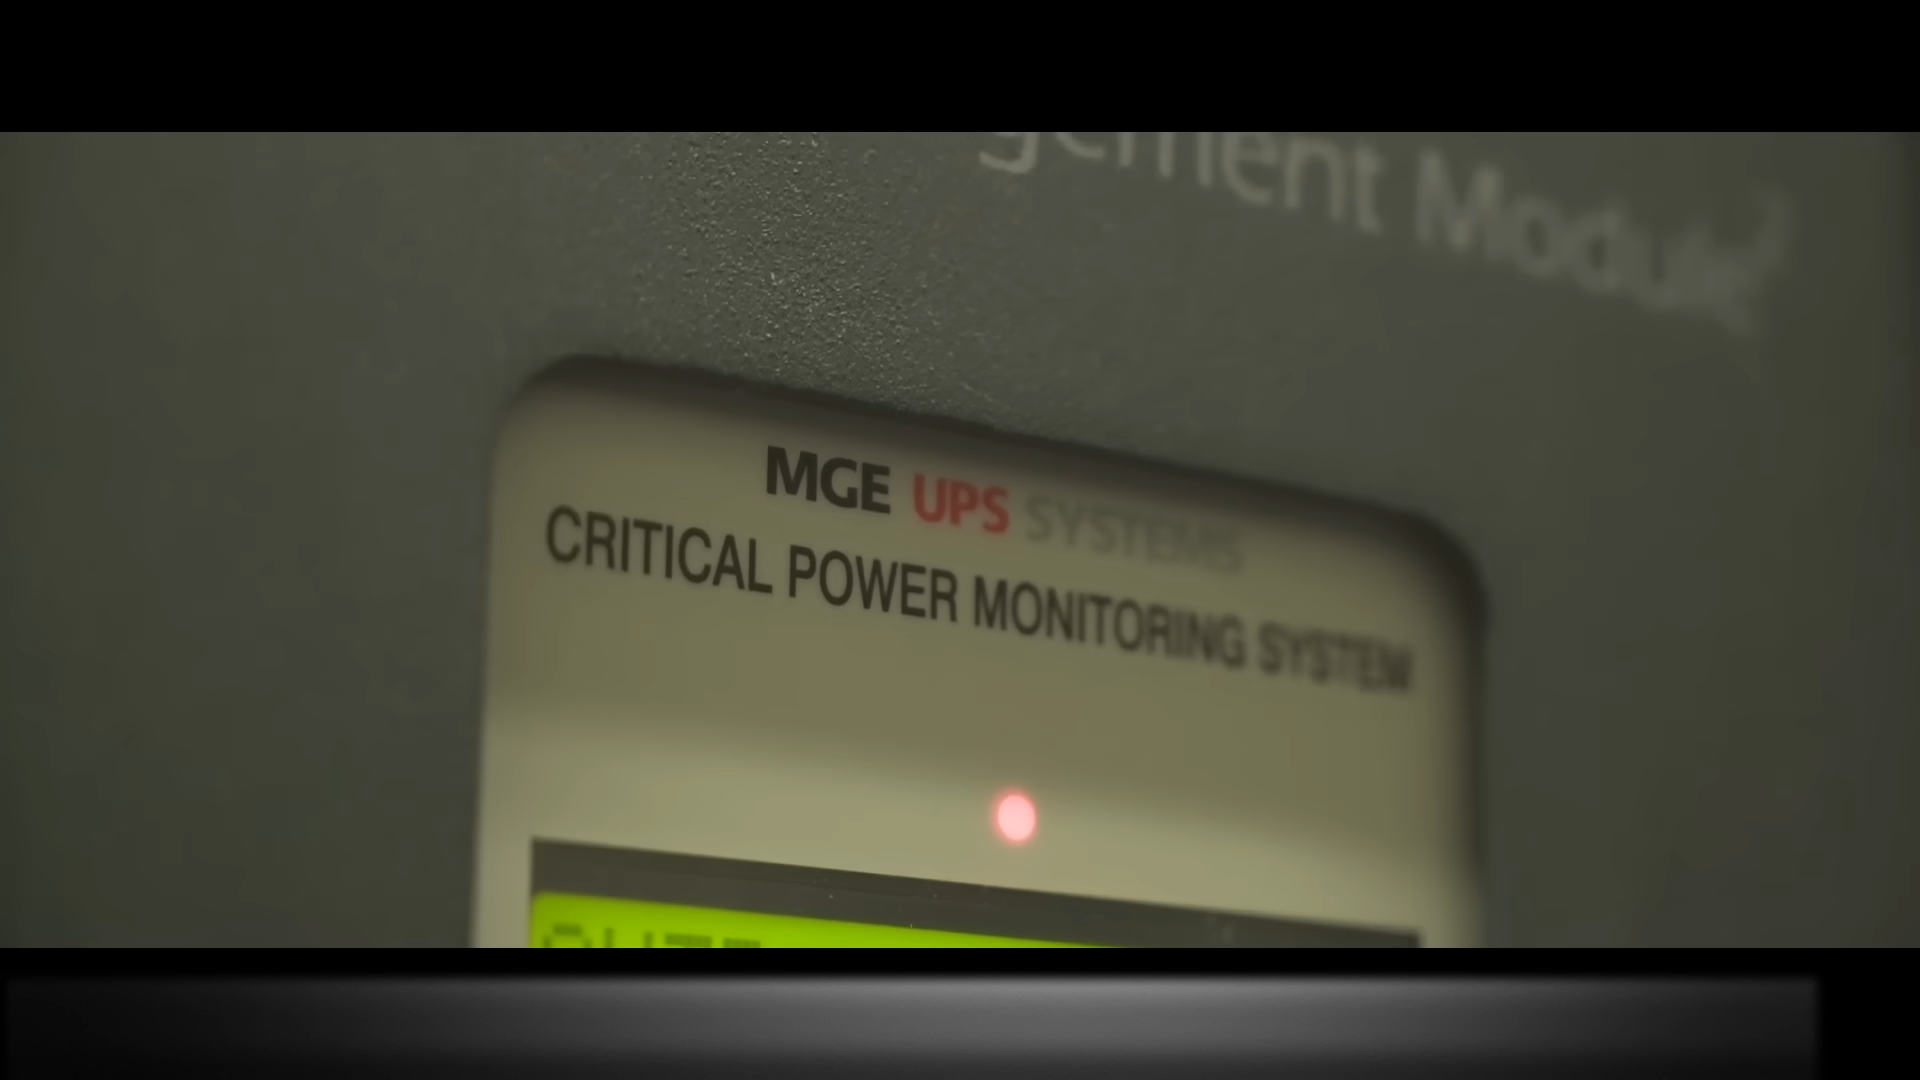 gement Module
MGE UPS SYSTEMS
CRITICAL POWER MONITORING SYSTEM